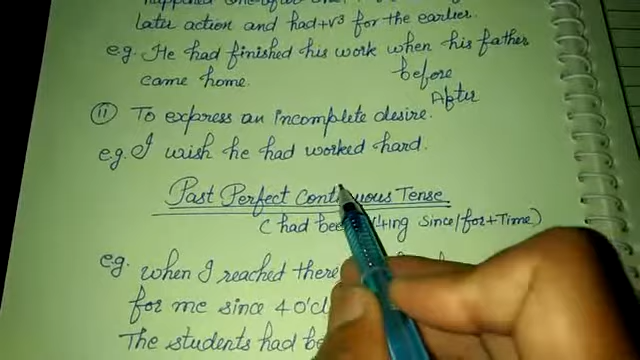 later action and had+v³ for the earlier.
e.g. He had finished his work when his father
came home. before
After
(ii) To express an incomplete desire.
e.g. I wish he had worked hard.
Past Perfect Continuous Tense
( had been since/for+Time)
e.g. when I reached there
for me since 4 o'cl
The students had be